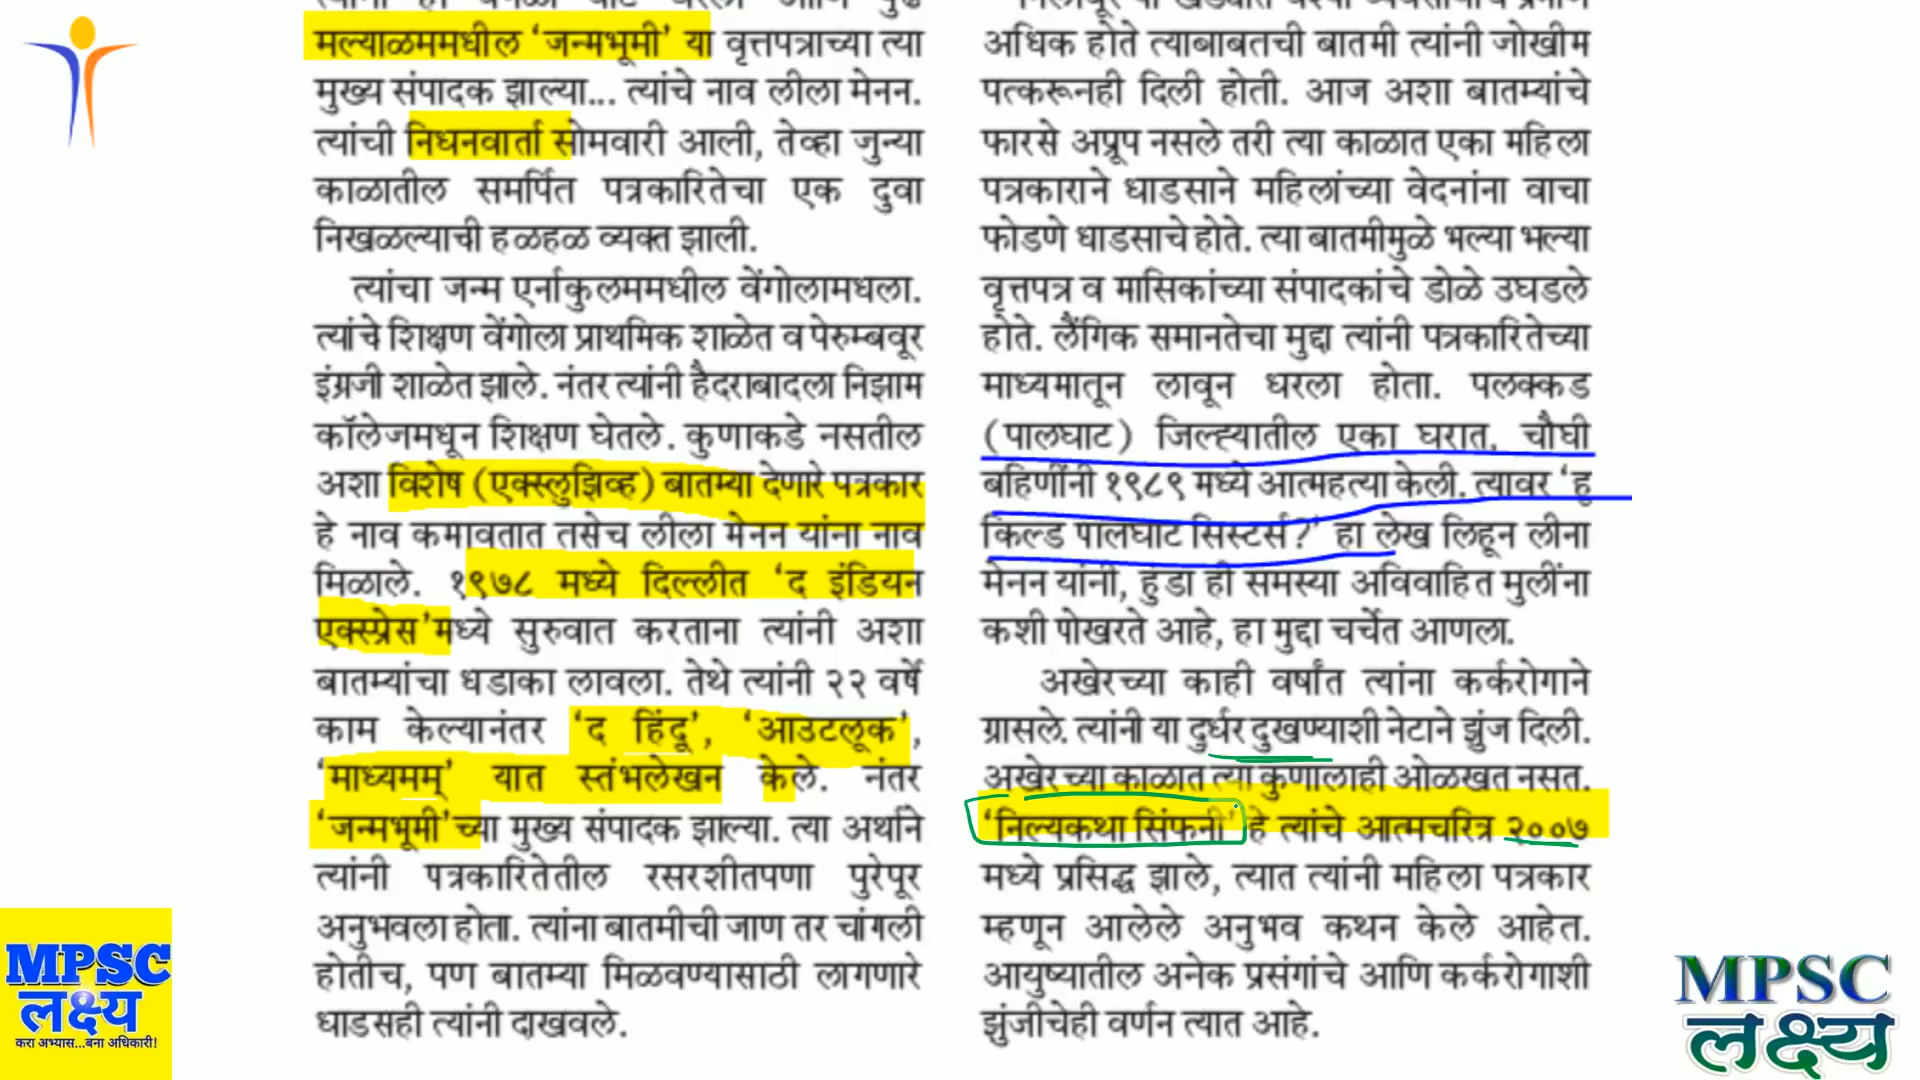 मल्याळममधील ‘जन्मभूमी’ या वृत्तपत्राच्या त्या
मुख्य संपादक झाल्या... त्यांचे नाव लीला मेनन.
त्यांची निधनवार्ता सोमवारी आली, तेव्हा जुन्या
काळातील समर्पित पत्रकारितेचा एक दुवा
निखळल्याची हळहळ व्यक्त झाली.
त्यांचा जन्म एर्नाकुलममधील वेंगोलामधला.
त्यांचे शिक्षण वेंगोला प्राथमिक शाळेत व पेरुम्बवूर
इंग्रजी शाळेत झाले. नंतर त्यांनी हैदराबादला निझाम
कॉलेजमधून शिक्षण घेतले. कुणाकडे नसतील
अशा विशेष (एक्स्लुझिव्ह) बातम्या देणारे पत्रकार
हे नाव कमावतात तसेच लीला मेनन यांना नाव
मिळाले. १९७८ मध्ये दिल्लीत ‘द इंडियन
एक्स्प्रेस’मध्ये सुरुवात करताना त्यांनी अशा
बातम्यांचा धडाका लावला. तेथे त्यांनी २२ वर्षे
काम केल्यानंतर ‘द हिंदू’, ‘आउटलूक’,
‘माध्यमम्’ यात स्तंभलेखन केले. नंतर
‘जन्मभूमी’च्या मुख्य संपादक झाल्या. त्या अर्थाने
त्यांनी पत्रकारितेतील रसरशीतपणा पुरेपूर
अनुभवला होता. त्यांना बातमीची जाण तर चांगली
होतीच, पण बातम्या मिळवण्यासाठी लागणारे
धाडसही त्यांनी दाखवले.
अधिक होते त्याबाबतची बातमी त्यांनी जोखीम
पत्करूनही दिली होती. आज अशा बातम्यांचे
फारसे अप्रूप नसले तरी त्या काळात एका महिला
पत्रकाराने धाडसाने महिलांच्या वेदनांना वाचा
फोडणे धाडसाचे होते. त्या बातमीमुळे भल्या भल्या
वृत्तपत्र व मासिकांच्या संपादकांचे डोळे उघडले
होते. लैंगिक समानतेचा मुद्दा त्यांनी पत्रकारितेच्या
माध्यमातून लावून धरला होता. पलक्कड
(पालघाट) जिल्ह्यातील एका घरात, चौघी
बहिणींनी १९८९ मध्ये आत्महत्या केली. त्यावर ‘हु
किल्ड पालघाट सिस्टर्स?’ हा लेख लिहून लीना
मेनन यांनी, हुंडा ही समस्या अविवाहित मुलींना
कशी पोखरते आहे, हा मुद्दा चर्चेत आणला.
अखेरच्या काही वर्षांत त्यांना कर्करोगाने
ग्रासले. त्यांनी या दुर्धर दुखण्याशी नेटाने झुंज दिली.
अखेरच्या काळात त्या कुणालाही ओळखत नसत.
‘निल्यकथा सिंफनी’ हे त्यांचे आत्मचरित्र २००७
मध्ये प्रसिद्ध झाले, त्यात त्यांनी महिला पत्रकार
म्हणून आलेले अनुभव कथन केले आहेत.
आयुष्यातील अनेक प्रसंगांचे आणि कर्करोगाशी
झुंजीचेही वर्णन त्यात आहे.
MPSC
लक्ष्य
करा अभ्यास...बना अधिकारी!
MPSC
लक्ष्य